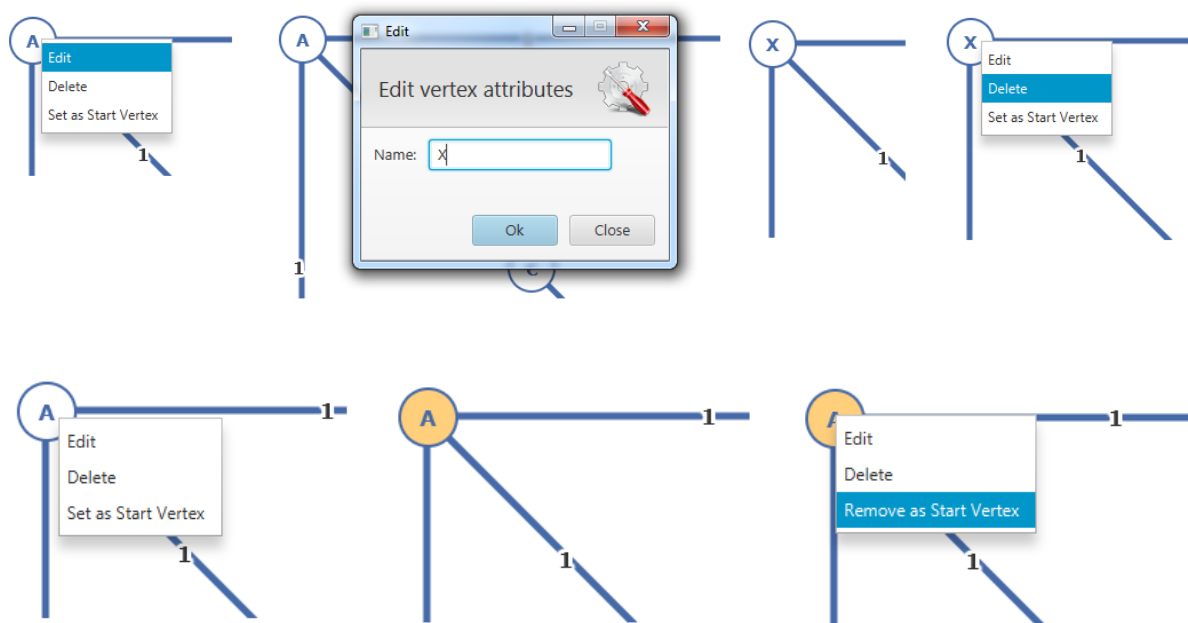 A
Edit
Delete
Set as Start Vertex
1
A
1
Edit
Edit vertex attributes
Name: X
Ok Close
C
X
1
X
Edit
Delete
Set as Start Vertex
1
A
1
Edit
Delete
Set as Start Vertex
1
A
1
1
A
1
Edit
Delete
Remove as Start Vertex
1